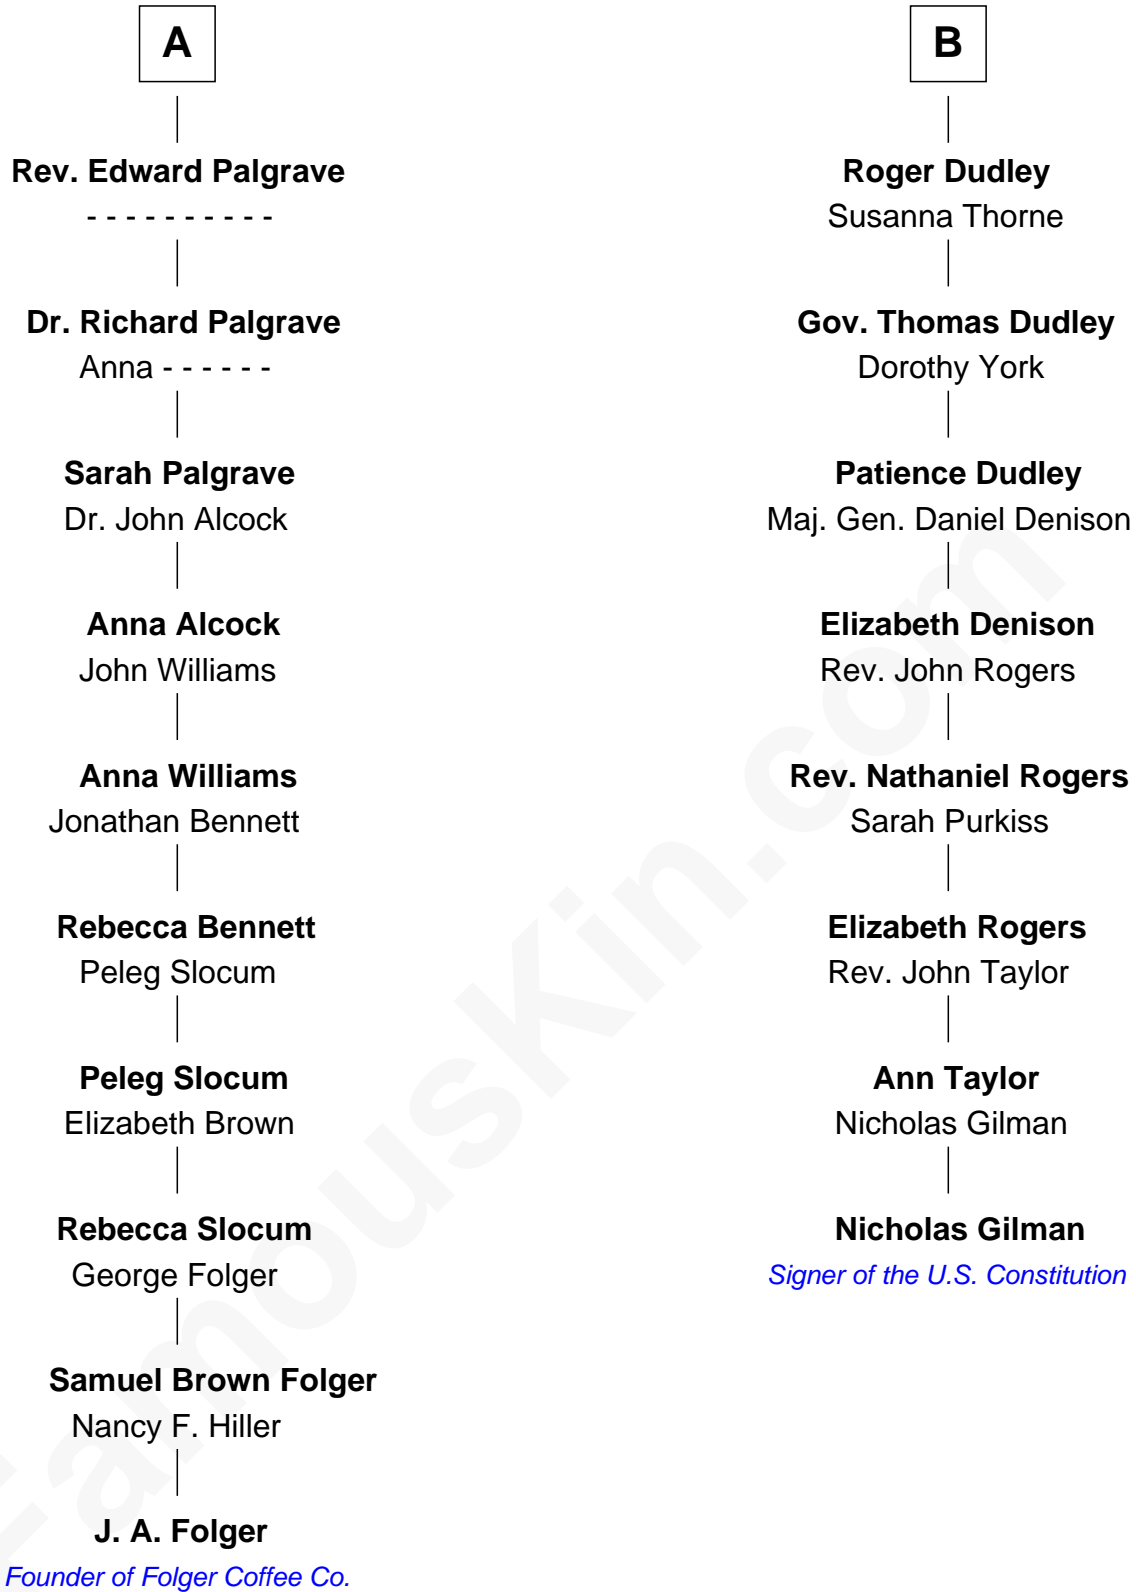 A
Rev. Edward Palgrave
- - - - - - - - - -
Dr. Richard Palgrave
Anna - - - - - -
Sarah Palgrave
Dr. John Alcock
Anna Alcock
John Williams
Anna Williams
Jonathan Bennett
Rebecca Bennett
Peleg Slocum
Peleg Slocum
Elizabeth Brown
Rebecca Slocum
George Folger
Samuel Brown Folger
Nancy F. Hiller
J. A. Folger
Founder of Folger Coffee Co.
B
Roger Dudley
Susanna Thorne
Gov. Thomas Dudley
Dorothy York
Patience Dudley
Maj. Gen. Daniel Denison
Elizabeth Denison
Rev. John Rogers
Rev. Nathaniel Rogers
Sarah Purkiss
Elizabeth Rogers
Rev. John Taylor
Ann Taylor
Nicholas Gilman
Nicholas Gilman
Signer of the U.S. Constitution
FamousKin.com